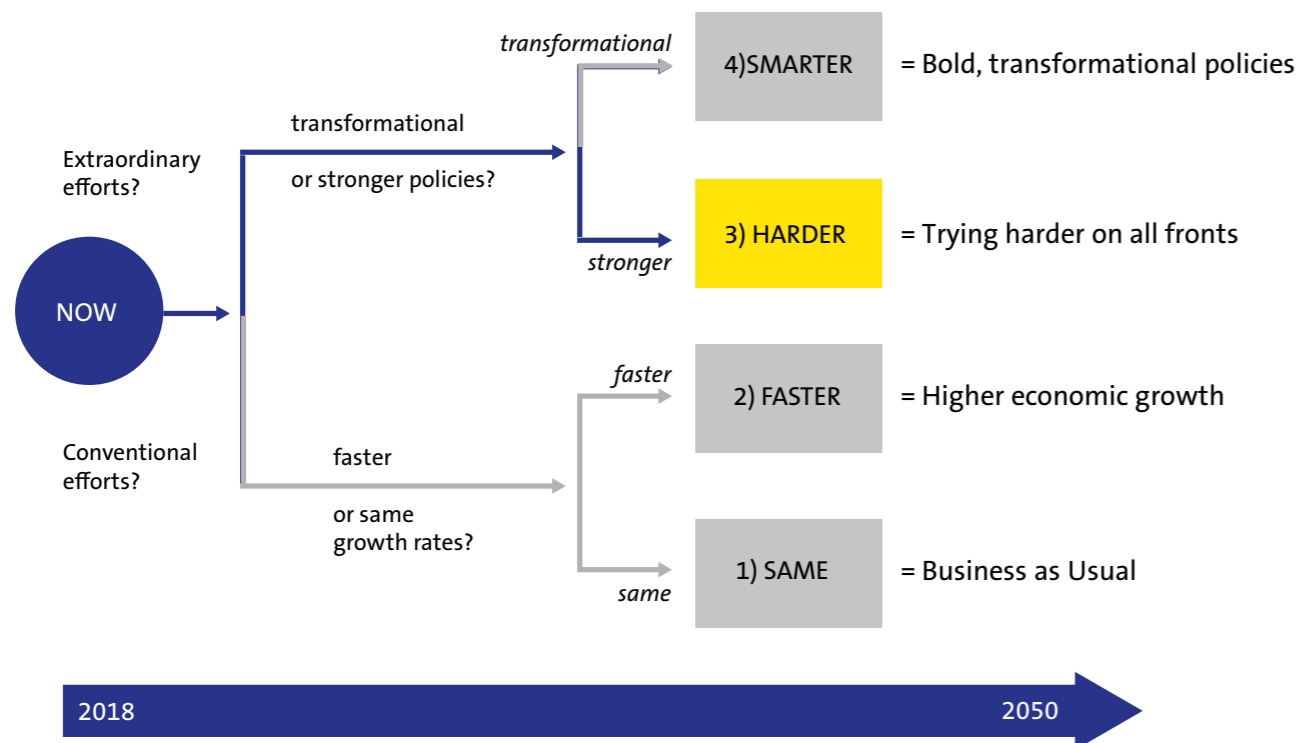 transformational
4)SMARTER
= Bold, transformational policies
transformational
Extraordinary
efforts?
or stronger policies?
3) HARDER
= Trying harder on all fronts
stronger
NOW
faster
2) FASTER
= Higher economic growth
Conventional
efforts?
faster
or same
growth rates?
1) SAME
= Business as Usual
same
2018
2050